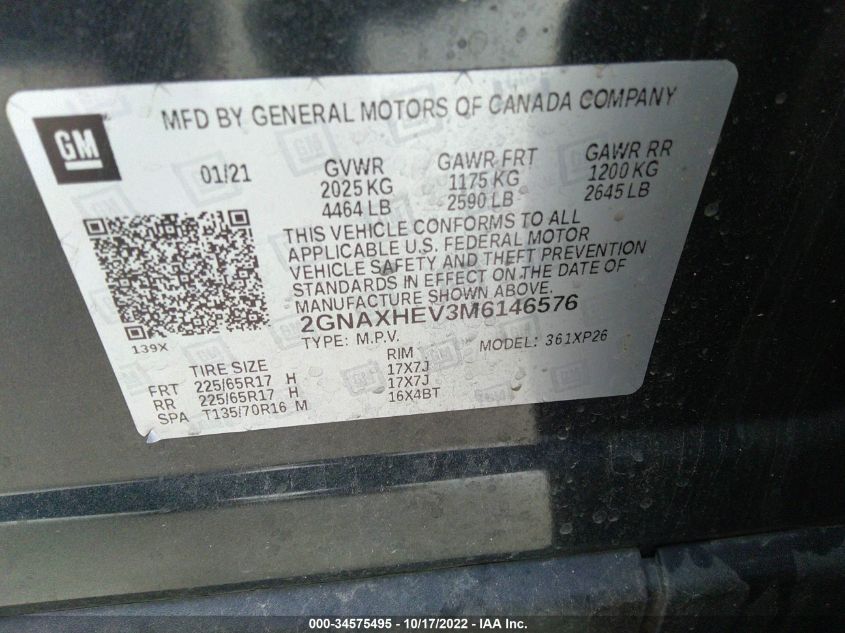 MFD BY GENERAL MOTORS OF CANADA COMPANY
GM
01/21 GVWR GAWR FRT GAWR RR
2025 KG 1175 KG 1200 KG
4464 LB 2590 LB 2645 LB
THIS VEHICLE CONFORMS TO ALL
APPLICABLE U.S. FEDERAL MOTOR
VEHICLE SAFETY AND THEFT PREVENTION
STANDARDS IN EFFECT ON THE DATE OF
MANUFACTURE SHOWN ABOVE.
2GNAXHEV3M6146576
139X
TYPE: M.P.V. MODEL: 361XP26
TIRE SIZE RIM
FRT 225/65R17 H 17X7J
RR 225/65R17 H 17X7J
SPA T135/70R16 M 16X4BT
000-34575495 - 10/17/2022 - IAA Inc.